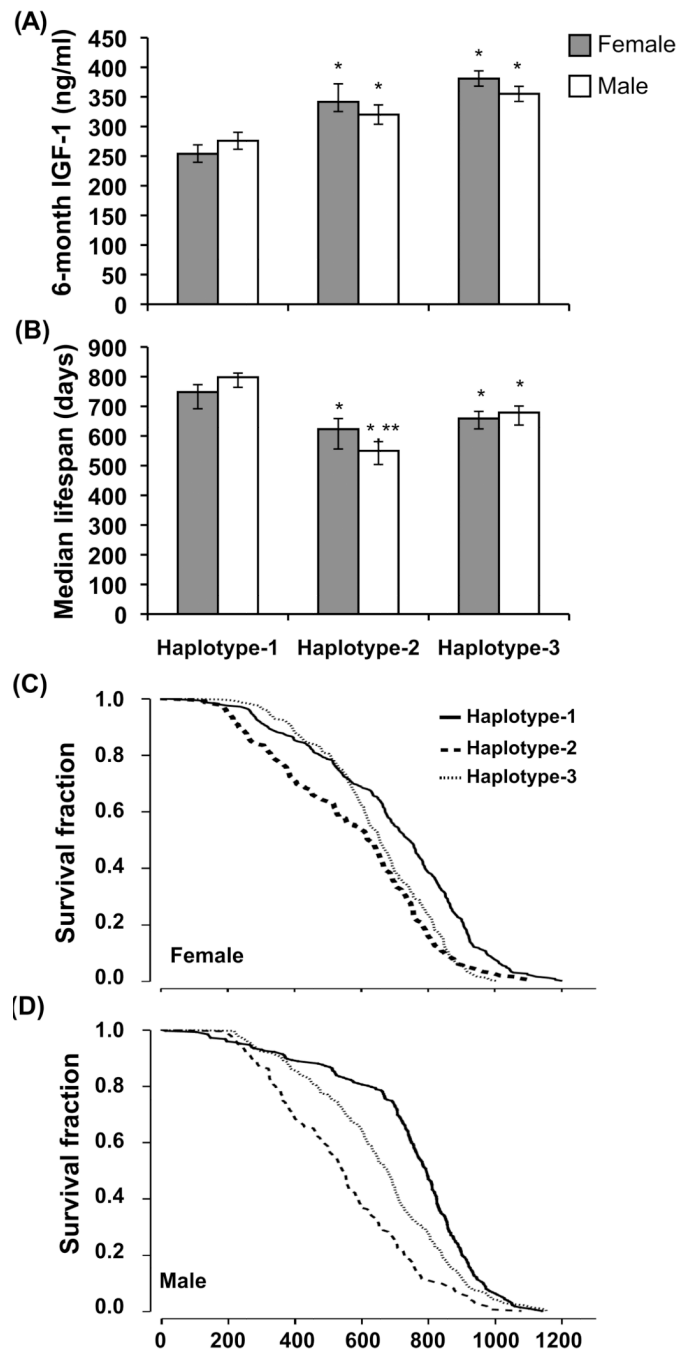 (A)
6-month IGF-1 (ng/ml)
450
400
350
300
250
200
150
100
50
0
* * * *
Female
Male
(B)
Median lifespan (days)
900
800
700
600
500
400
300
200
100
0
* *,** * *
Haplotype-1 Haplotype-2 Haplotype-3
(C)
Survival fraction
1.0
0.8
0.6
0.4
0.2
0.0
Haplotype-1
Haplotype-2
Haplotype-3
Female
(D)
Survival fraction
1.0
0.8
0.6
0.4
0.2
0.0
Male
0 200 400 600 800 1000 1200